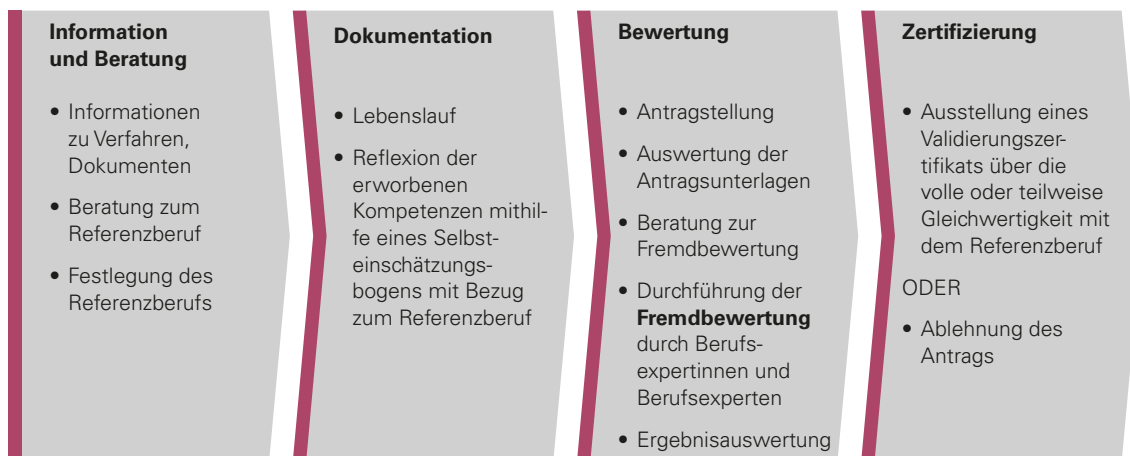 Information
und Beratung
• Informationen
zu Verfahren,
Dokumenten
• Beratung zum
Referenzberuf
• Festlegung des
Referenzberufs
Dokumentation
• Lebenslauf
• Reflexion der
erworbenen
Kompetenzen mithil-
fe eines Selbst-
einschätzungs-
bogens mit Bezug
zum Referenzberuf
Bewertung
• Antragstellung
• Auswertung der
Antragsunterlagen
• Beratung zur
Fremdbewertung
• Durchführung der
Fremdbewertung
durch Berufs-
expertinnen und
Berufsexperten
• Ergebnisauswertung
Zertifizierung
• Ausstellung eines
Validierungszer-
tifikats über die
volle oder teilweise
Gleichwertigkeit mit
dem Referenzberuf
ODER
• Ablehnung des
Antrags